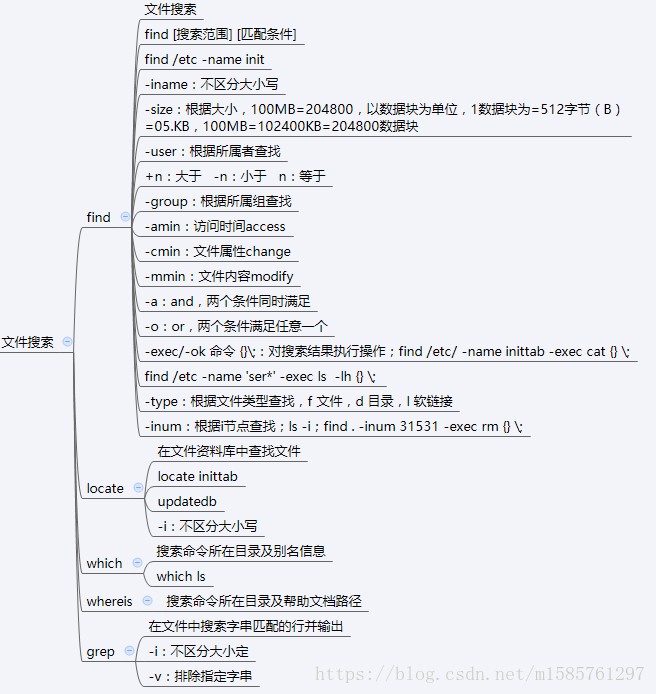 文件搜索
find [搜索范围] [匹配条件]
find /etc -name init
-iname：不区分大小写
-size：根据大小，100MB=204800，以数据块为单位，1数据块为=512字节（B）
=05.KB，100MB=102400KB=204800数据块
-user：根据所属者查找
+n：大于 -n：小于 n：等于
-group：根据所属组查找
find
-amin：访问时间access
-cmin：文件属性change
-mmin：文件内容modify
-a：and，两个条件同时满足
-o：or，两个条件满足任意一个
文件搜索
-exec/-ok 命令 {}\;：对搜索结果执行操作；find /etc/ -name inittab -exec cat {} \;
find /etc -name 'ser*' -exec ls -lh {} \;
-type：根据文件类型查找，f 文件，d 目录，l 软链接
-inum：根据i节点查找；ls -i；find . -inum 31531 -exec rm {} \;
在文件资料库中查找文件
locate inittab
locate
updatedb
-i：不区分大小写
搜索命令所在目录及别名信息
which
which ls
whereis
搜索命令所在目录及帮助文档路径
在文件中搜索字串匹配的行并输出
grep
-i：不区分大小定
-v：排除指定字串
https://blog.csdn.net/m1585761297